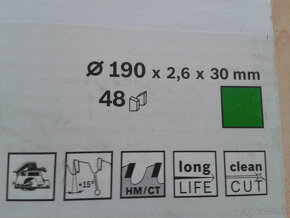 Ø 190 x 2,6 x 30 mm
48
+15°
HM/CT
long LIFE
clean CUT